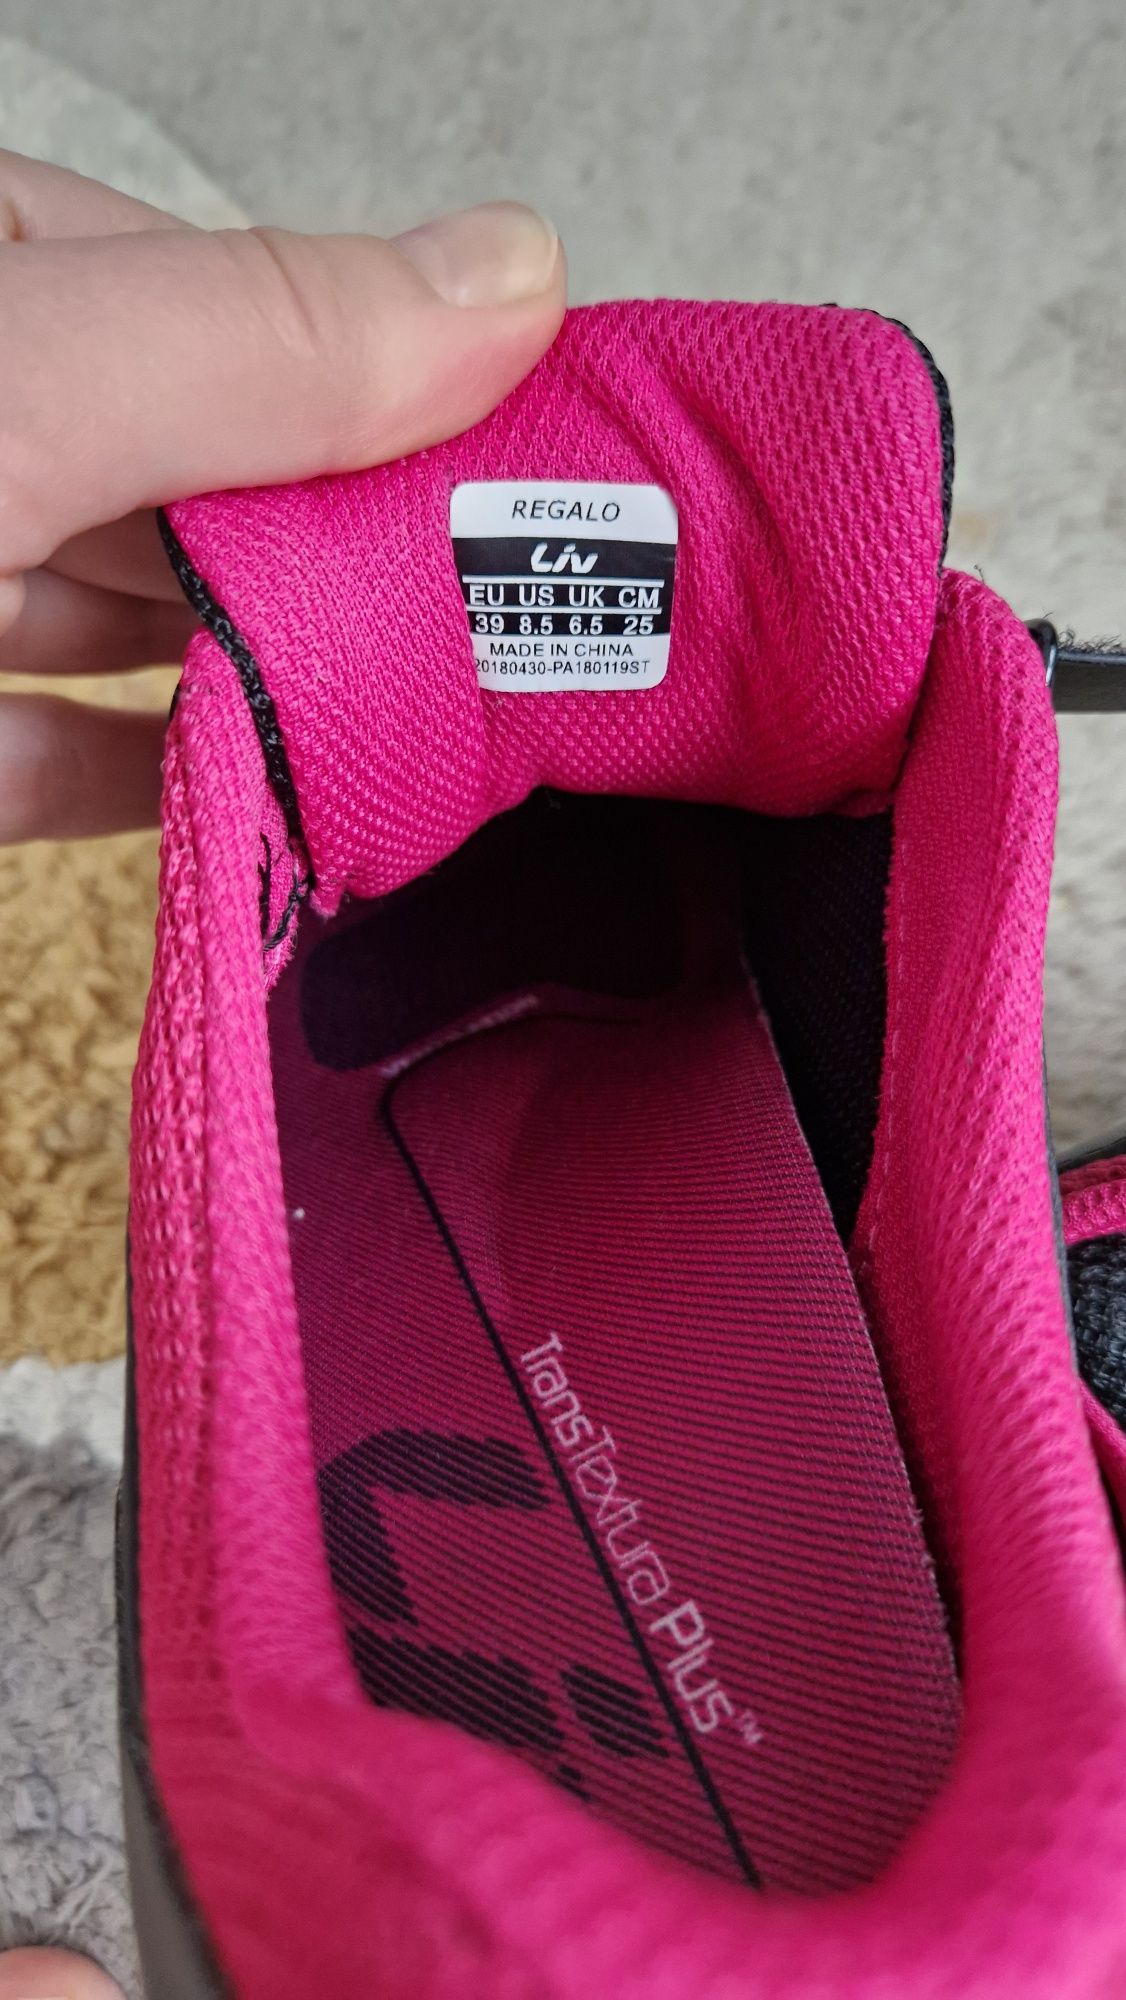 REGALO
Liv
EU US UK CM
39 8.5 6.5 25
MADE IN CHINA
20180430-PA180119ST
TransTextura Plus™